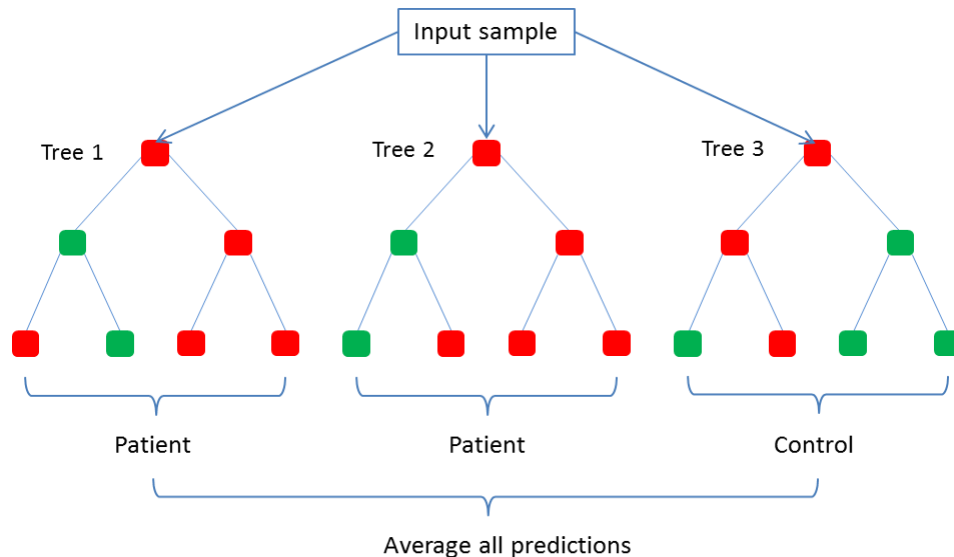 Input sample
Tree 1
Tree 2
Tree 3
Patient
Patient
Control
Average all predictions